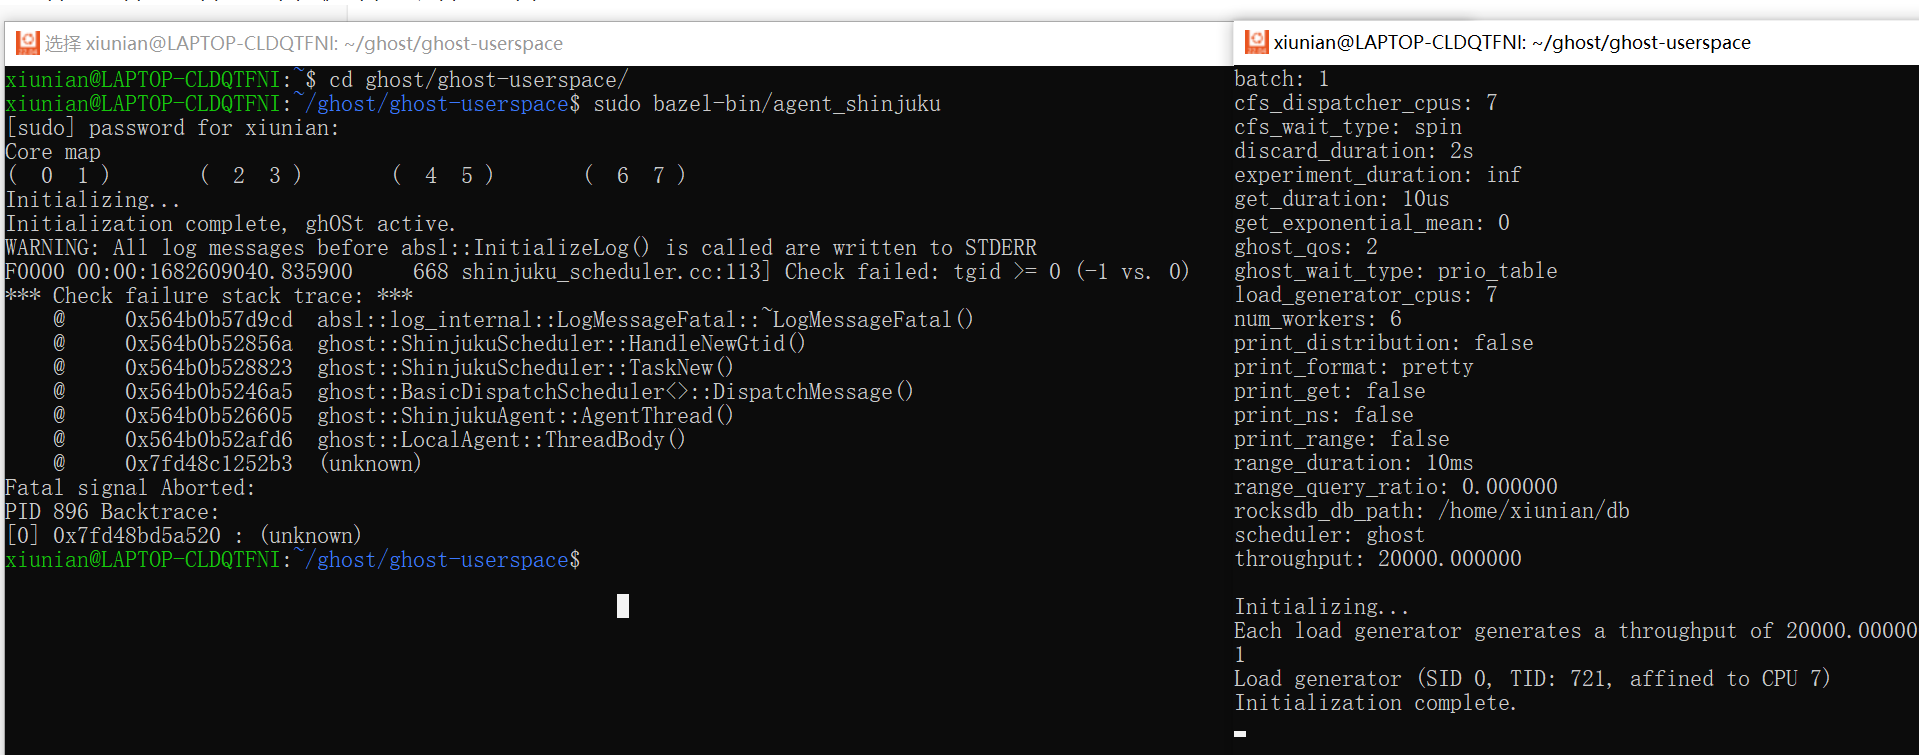 选择 xiunian@LAPTOP-CLDQTFNI: ~/ghost/ghost-userspace
xiunian@LAPTOP-CLDQTFNI:~$ cd ghost/ghost-userspace/
xiunian@LAPTOP-CLDQTFNI:~/ghost/ghost-userspace$ sudo bazel-bin/agent_shinjuku
[sudo] password for xiunian:
Core map
(  0  1 )       (  2  3 )       (  4  5 )       (  6  7 )
Initializing...
Initialization complete, ghOSt active.
WARNING: All log messages before absl::InitializeLog() is called are written to STDERR
F0000 00:00:1682609040.835900     668 shinjuku_scheduler.cc:113] Check failed: tgid >= 0 (-1 vs. 0)
*** Check failure stack trace: ***
    @     0x564b0b57d9cd  absl::log_internal::LogMessageFatal::~LogMessageFatal()
    @     0x564b0b52856a  ghost::ShinjukuScheduler::HandleNewGtid()
    @     0x564b0b528823  ghost::ShinjukuScheduler::TaskNew()
    @     0x564b0b5246a5  ghost::BasicDispatchScheduler<>::DispatchMessage()
    @     0x564b0b526605  ghost::ShinjukuAgent::AgentThread()
    @     0x564b0b52afd6  ghost::LocalAgent::ThreadBody()
    @     0x7fd48c1252b3  (unknown)
Fatal signal Aborted:
PID 896 Backtrace:
[0] 0x7fd48bd5a520 : (unknown)
xiunian@LAPTOP-CLDQTFNI:~/ghost/ghost-userspace$
xiunian@LAPTOP-CLDQTFNI: ~/ghost/ghost-userspace
batch: 1
cfs_dispatcher_cpus: 7
cfs_wait_type: spin
discard_duration: 2s
experiment_duration: inf
get_duration: 10us
get_exponential_mean: 0
ghost_qos: 2
ghost_wait_type: prio_table
load_generator_cpus: 7
num_workers: 6
print_distribution: false
print_format: pretty
print_get: false
print_ns: false
print_range: false
range_duration: 10ms
range_query_ratio: 0.000000
rocksdb_db_path: /home/xiunian/db
scheduler: ghost
throughput: 20000.000000
Initializing...
Each load generator generates a throughput of 20000.00000
1
Load generator (SID 0, TID: 721, affined to CPU 7)
Initialization complete.